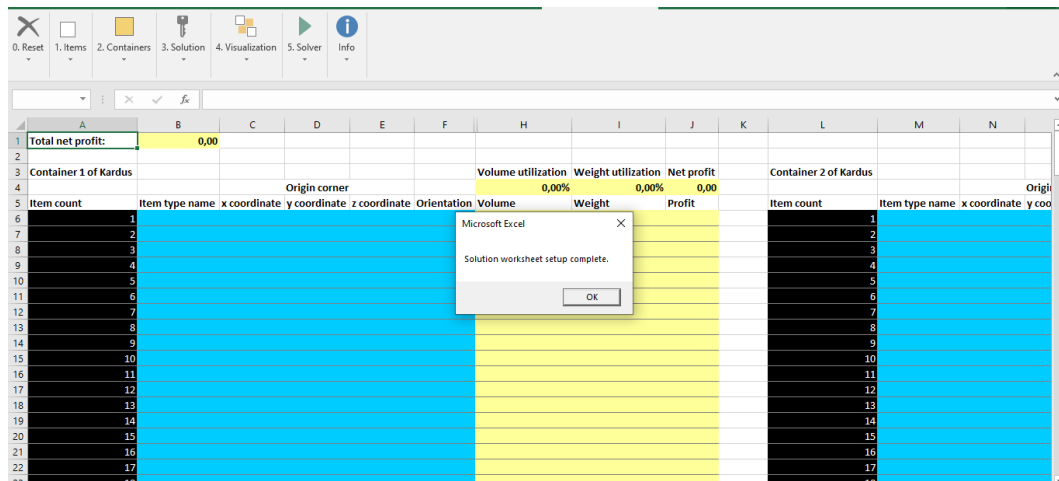 0. Reset 1. Items 2. Containers 3. Solution 4. Visualization 5. Solver Info
fx
A B C D E F H I J K L M N
1 Total net profit: 0,00
2
3 Container 1 of Kardus Volume utilization Weight utilization Net profit Container 2 of Kardus
4 Origin corner 0,00% 0,00% 0,00 Origi
5 Item count Item type name x coordinate y coordinate z coordinate Orientation Volume Weight Profit Item count Item type name x coordinate y coo
6 1 1
7 2 2
8 3 3
9 4 4
10 5 5
11 6 6
12 7 7
13 8 8
14 9 9
15 10 10
16 11 11
17 12 12
18 13 13
19 14 14
20 15 15
21 16 16
22 17 17
Microsoft Excel
Solution worksheet setup complete.
OK